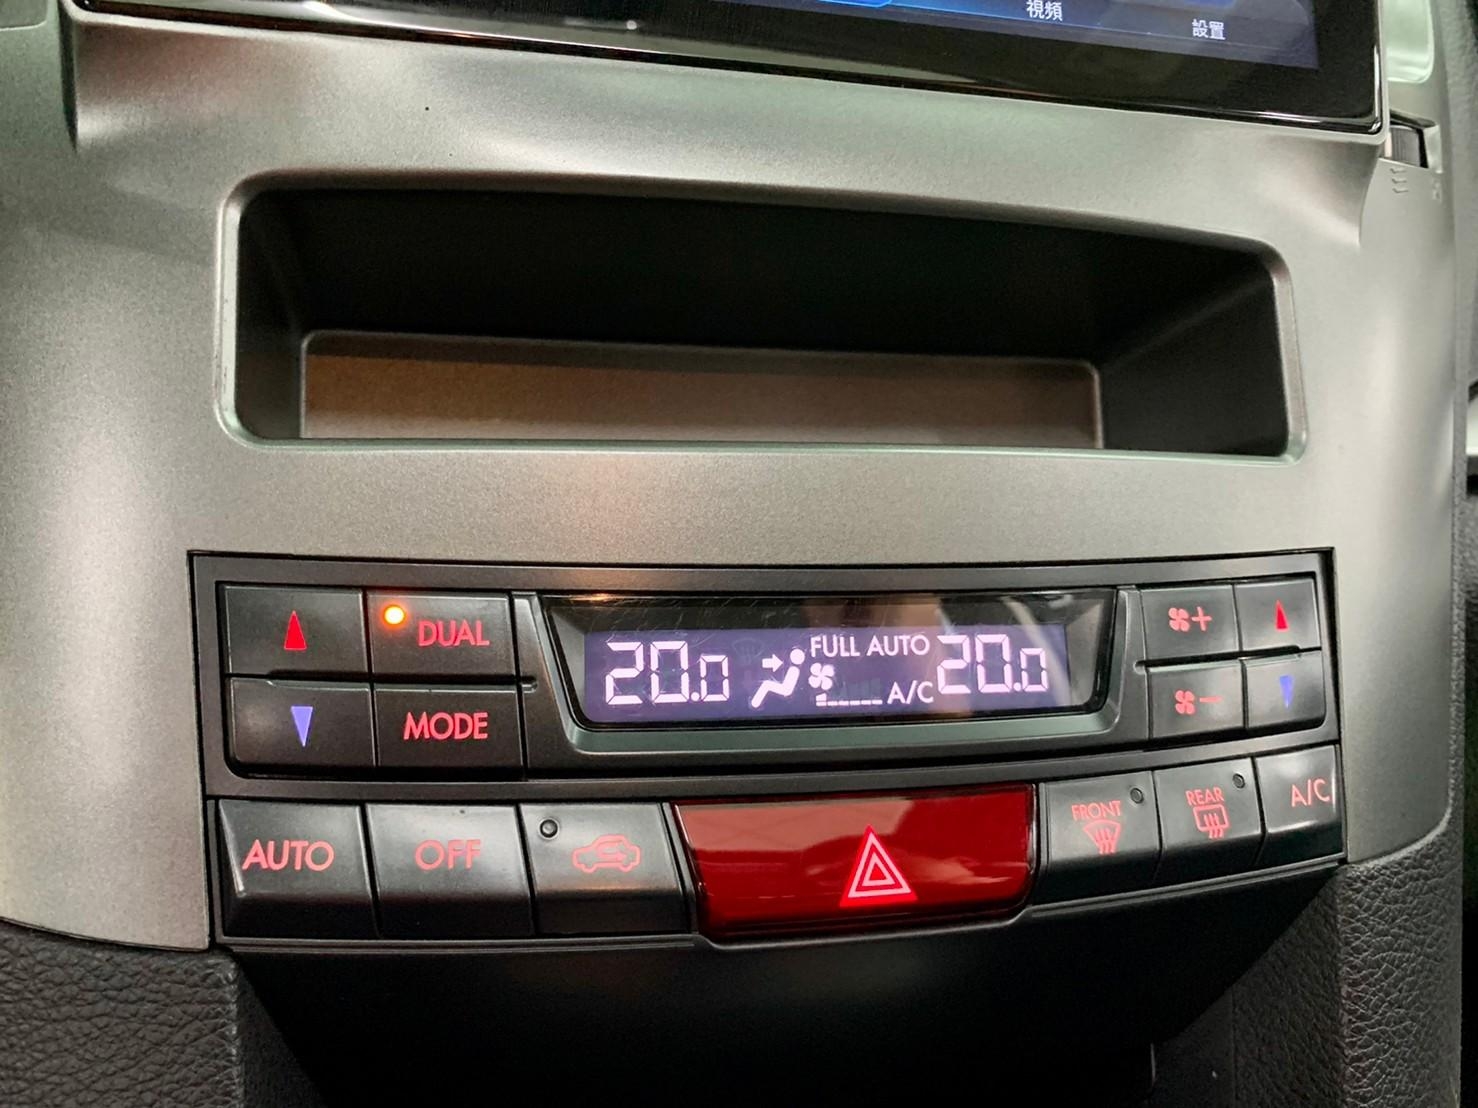 視頻
設置
DUAL
MODE
20.0
FULL AUTO
A/C
20.0
+
-
AUTO
OFF
FRONT
REAR
A/C